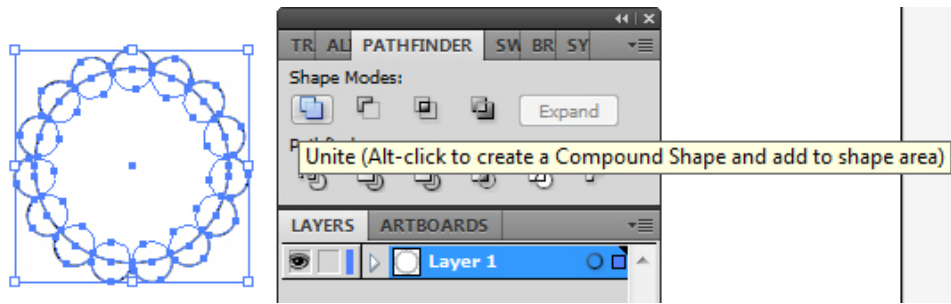 TR ALI PATHFINDER SW BR SY
Shape Modes:
Expand
Unite (Alt-click to create a Compound Shape and add to shape area)
LAYERS ARTBOARDS
Layer 1